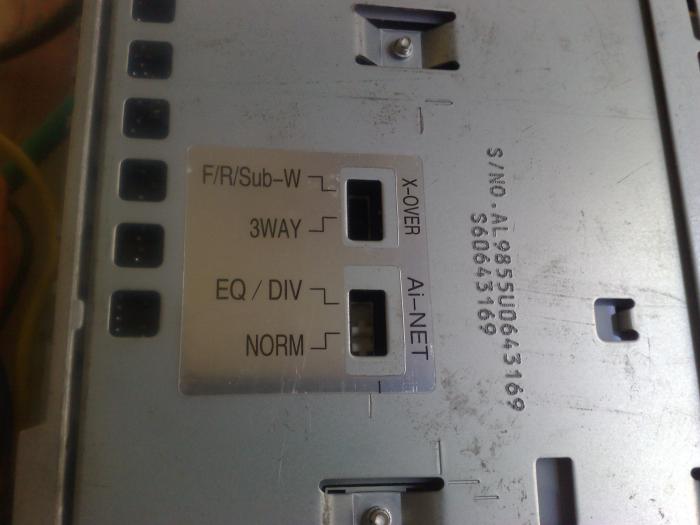 F/R/Sub-W
3WAY
X-OVER
EQ / DIV
NORM
Ai-NET
S/NO.AL9855U0643169
S60643169